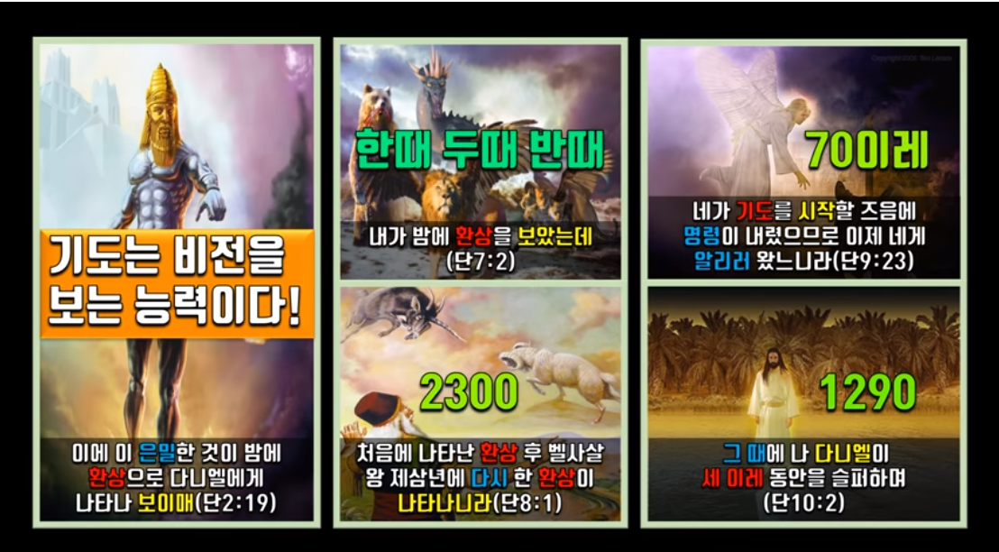 기도는 비전을
보는 능력이다!
이에 이 은밀한 것이 밤에
환상으로 다니엘에게
나타나 보이매(단2:19)
한때 두때 반때
내가 밤에 환상을 보았는데
(단7:2)
2300
처음에 나타난 환상 후 벨사살
왕 제삼년에 다시 한 환상이
나타나니라(단8:1)
70이레
네가 기도를 시작할 즈음에
명령이 내렸으므로 이제 네게
알리러 왔느니라(단9:23)
1290
그 때에 나 다니엘이
세 이레 동안을 슬퍼하며
(단10:2)